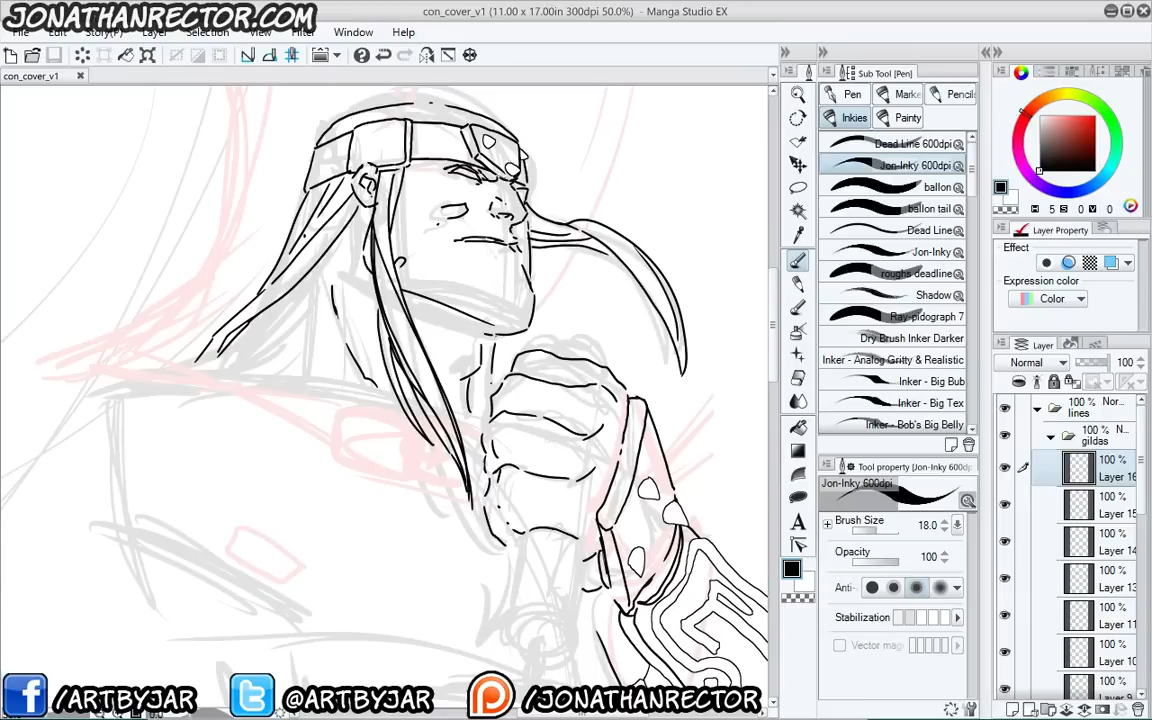 JONATHANRECTOR.COM
con_cover_v1 (11.00 x 17.00in 300dpi 50.0%) - Manga Studio EX
File Edit Story(P) Layer Selection View Filter Window Help
con_cover_v1
Sub Tool [Pen]
Pen Marke Pencils
Inkies Painty
Dead Line 600dpi
Jon-Inky 600dpi
ballon
ballon tail
Dead Line
Jon-Inky
roughs deadline
Shadow
Ray-pidograph 7
Dry Brush Inker Darker
Inker - Analog Gritty & Realistic
Inker - Big Bub
Inker - Big Tex
Inker - Bob's Big Belly
Tool property [Jon-Inky 600dp
Jon-Inky 600dpi
Brush Size 18.0
Opacity 100
Anti-
Stabilization
Vector mag
H 5 S 0 V 0
Layer Property
Effect
Expression color
Color
Layer
Normal 100
100 % Nor...
lines
100 % N...
gildas
100 %
Layer 16
100 %
Layer 15
100 %
Layer 14
100 %
Layer 13
100 %
Layer 11
100 %
Layer 10
100 %
Layer 9
/ARTBYJAR
@ARTBYJAR
/JONATHANRECTOR